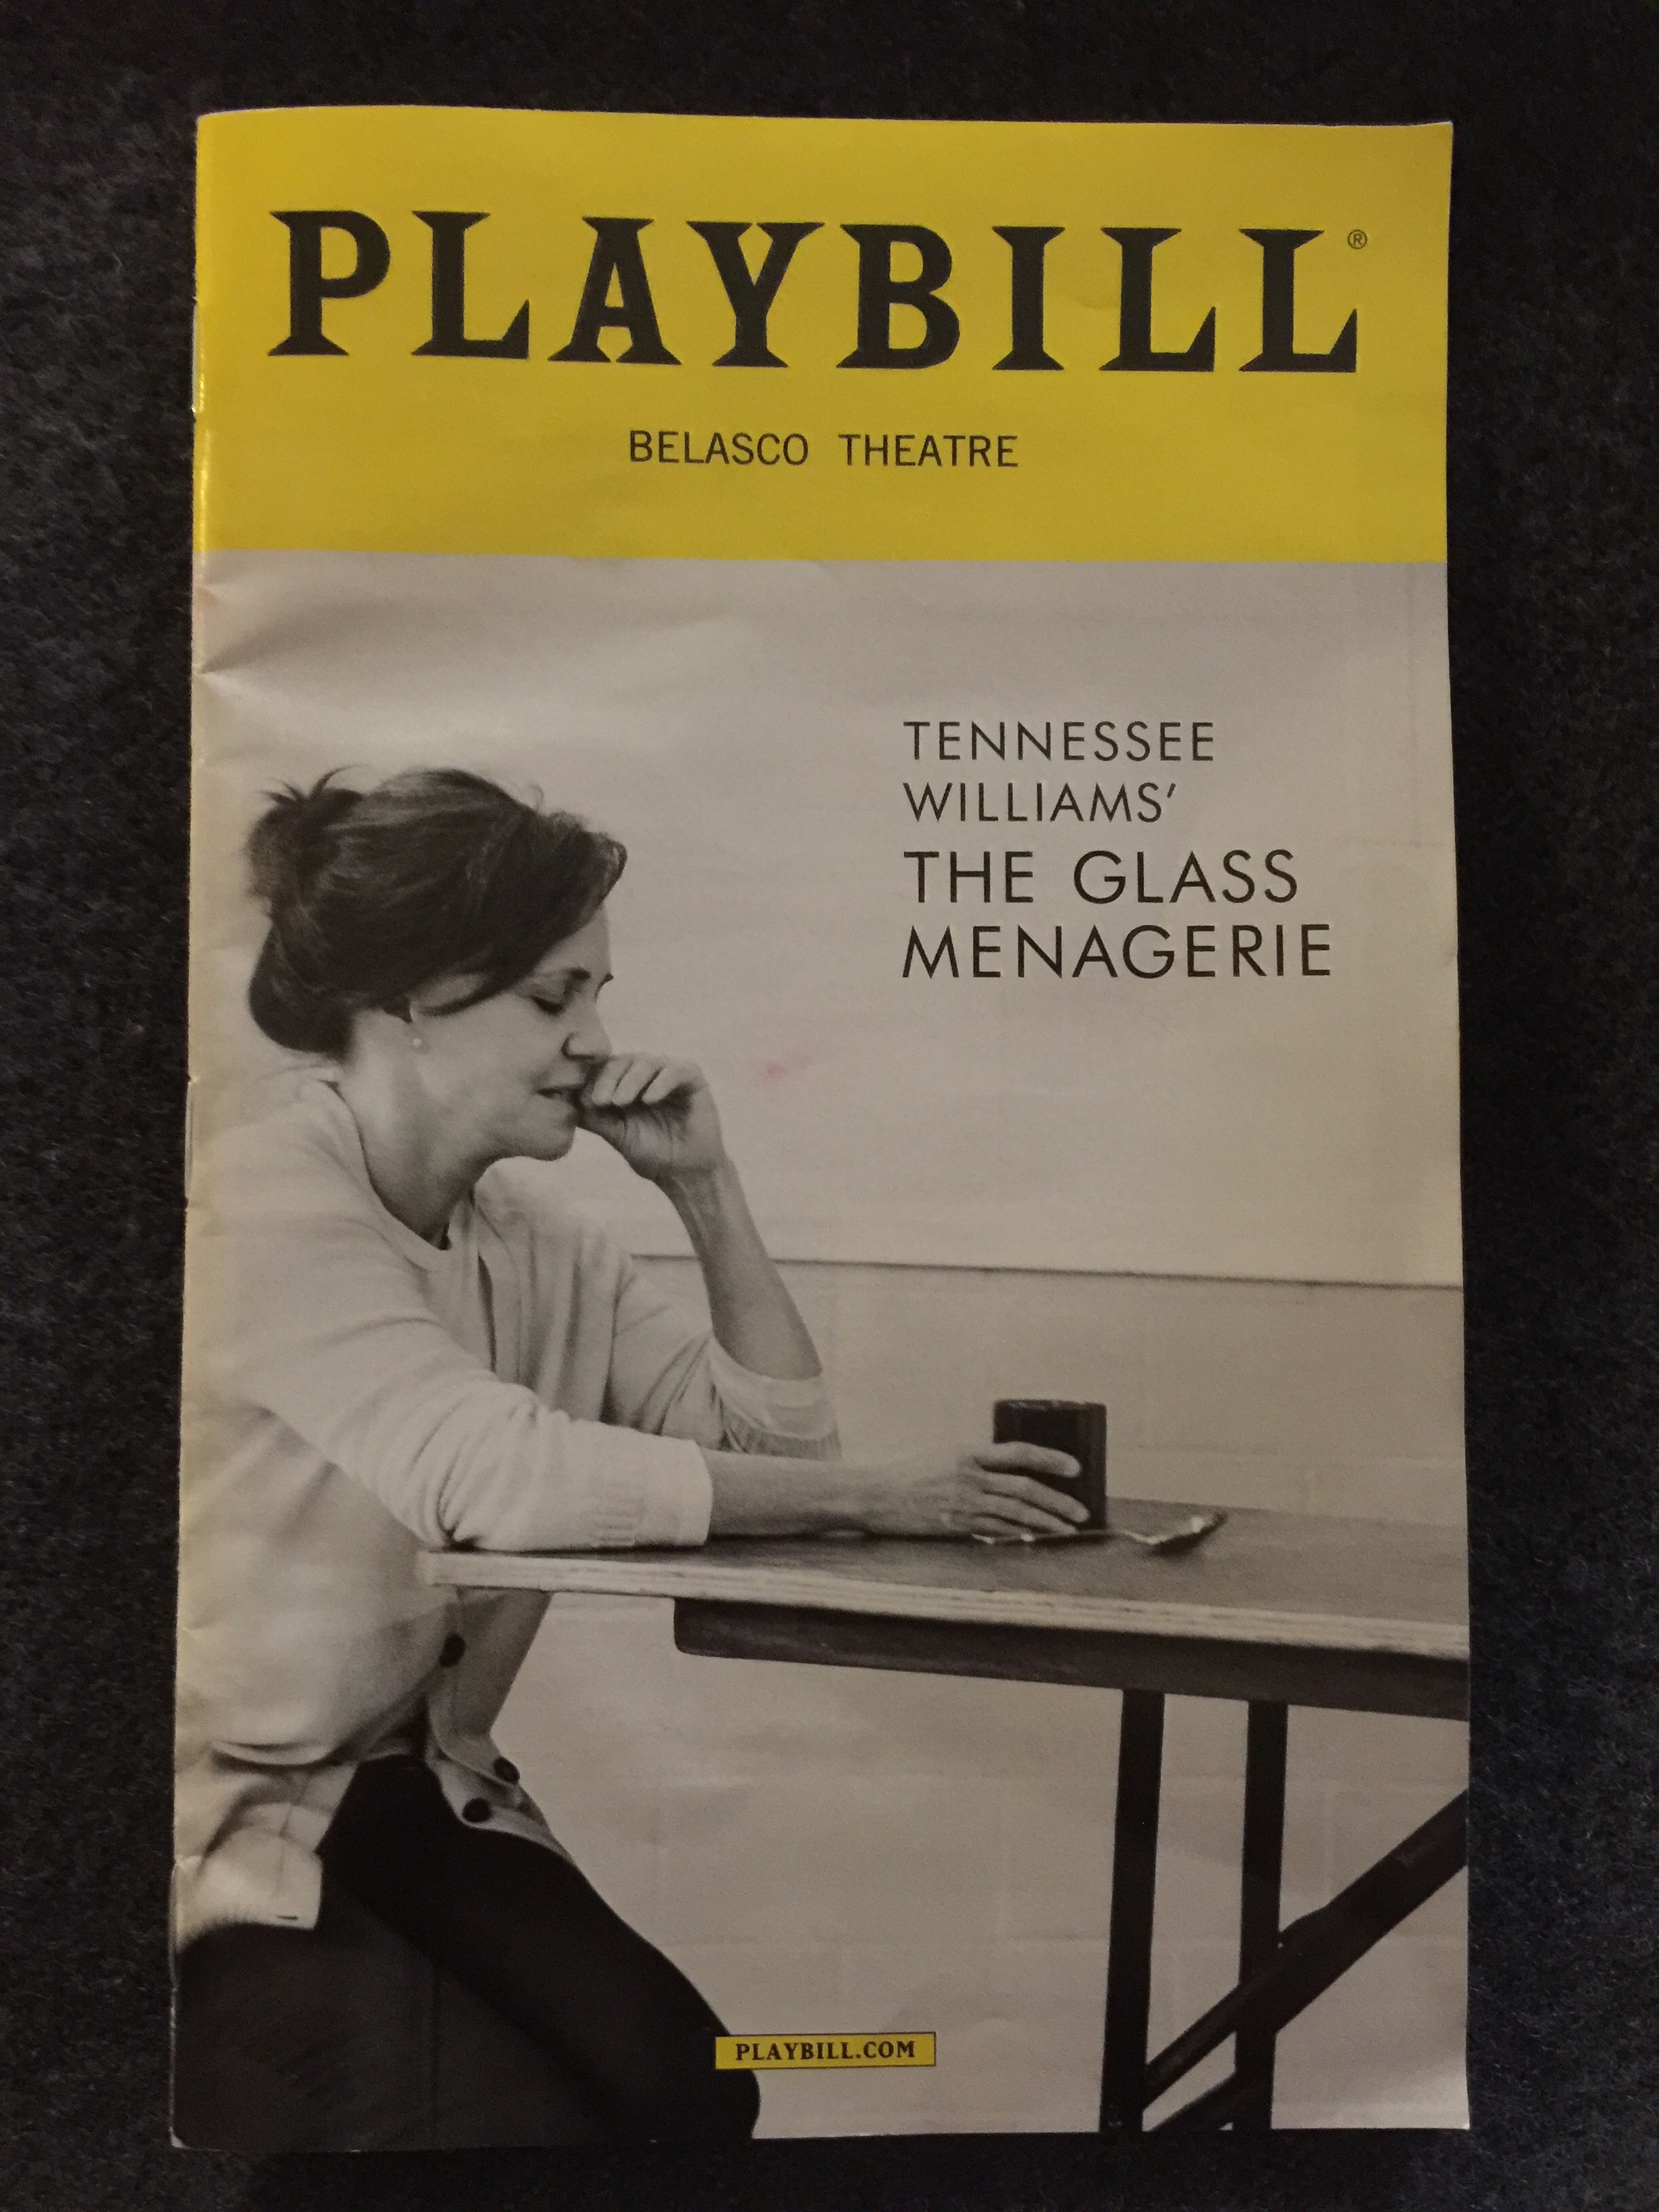 PLAYBILL®
BELASCO THEATRE
TENNESSEE
WILLIAMS’
THE GLASS
MENAGERIE
PLAYBILL.COM